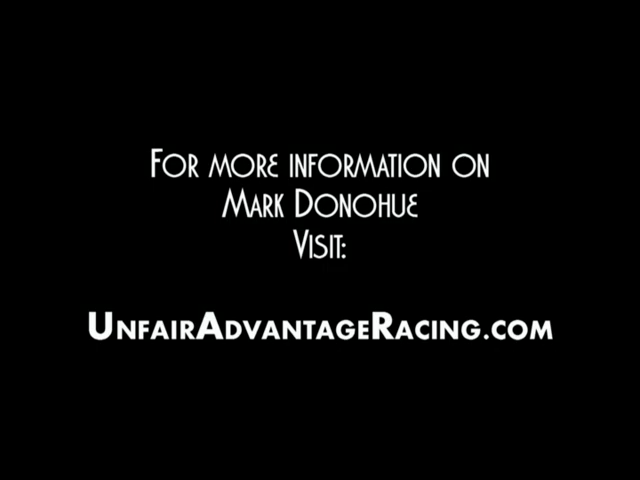 For more information on
Mark Donohue
Visit:
UnfairAdvantageRacing.com